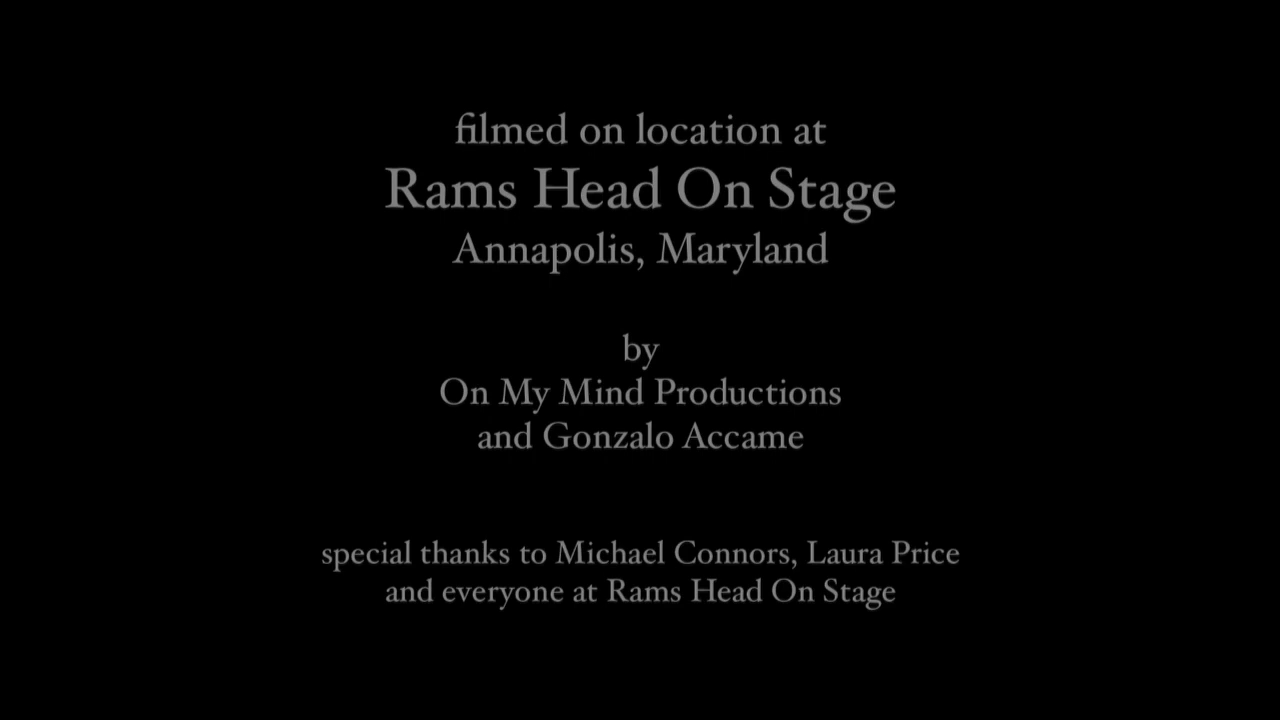 filmed on location at
Rams Head On Stage
Annapolis, Maryland
by
On My Mind Productions
and Gonzalo Accame
special thanks to Michael Connors, Laura Price
and everyone at Rams Head On Stage